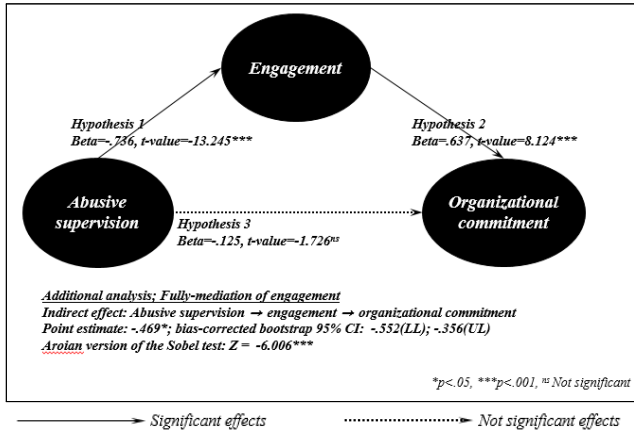 Engagement
Hypothesis 1
Beta=-.736, t-value=-13.245***
Hypothesis 2
Beta=.637, t-value=8.124***
Abusive
supervision
Organizational
commitment
Hypothesis 3
Beta=-.125, t-value=-1.726ns
Additional analysis; Fully-mediation of engagement
Indirect effect: Abusive supervision → engagement → organizational commitment
Point estimate: -.469*; bias-corrected bootstrap 95% CI: -.552(LL); -.356(UL)
Aroian version of the Sobel test: Z = -6.006***
*p<.05, ***p<.001, ns Not significant
Significant effects
Not significant effects